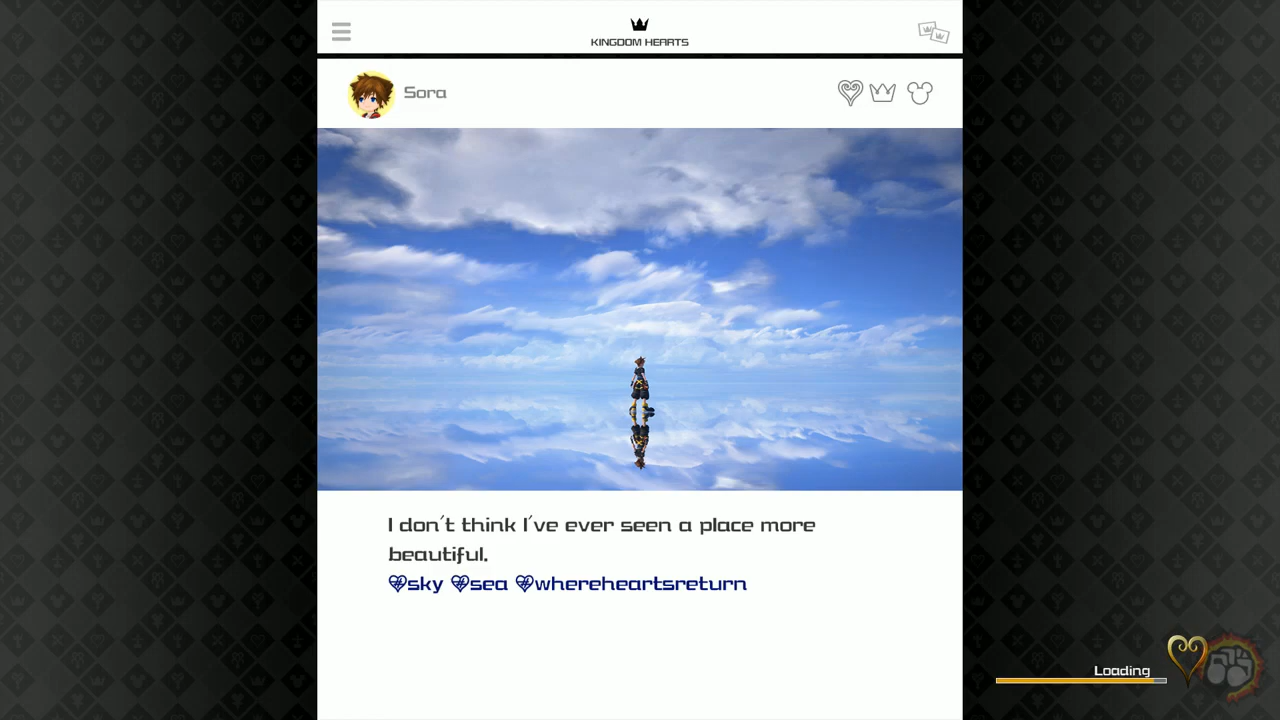 KINGDOM HEARTS
Sora
I don't think I've ever seen a place more
beautiful.
#sky #sea #whereheartsreturn
Loading